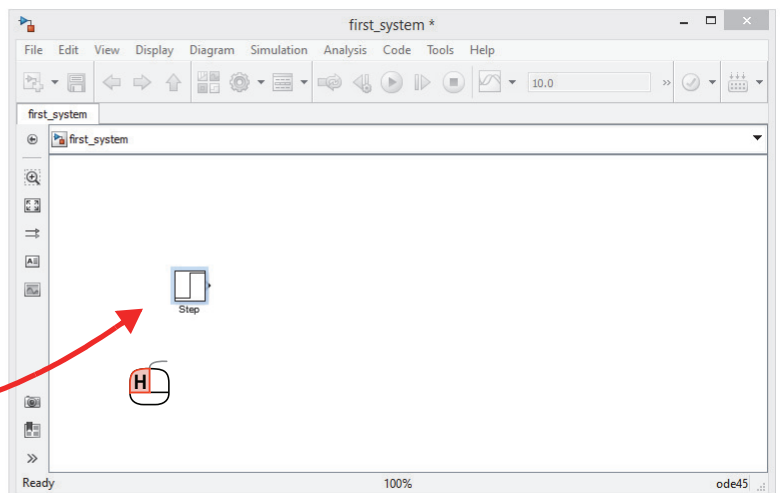 first_system *
File Edit View Display Diagram Simulation Analysis Code Tools Help
10.0 »
first_system
first_system
Step
H
»
Ready 100% ode45